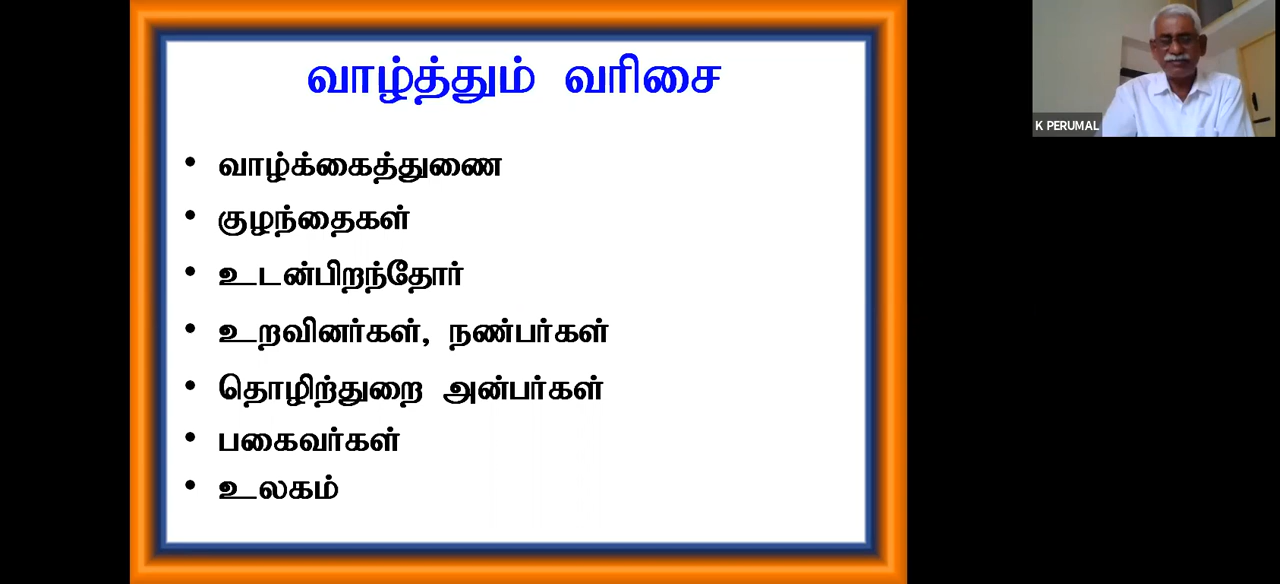 வாழ்த்தும் வரிசை
• வாழ்க்கைத்துணை
• குழந்தைகள்
• உடன்பிறந்தோர்
• உறவினர்கள், நண்பர்கள்
• தொழிற்துறை அன்பர்கள்
• பகைவர்கள்
• உலகம்
K PERUMAL